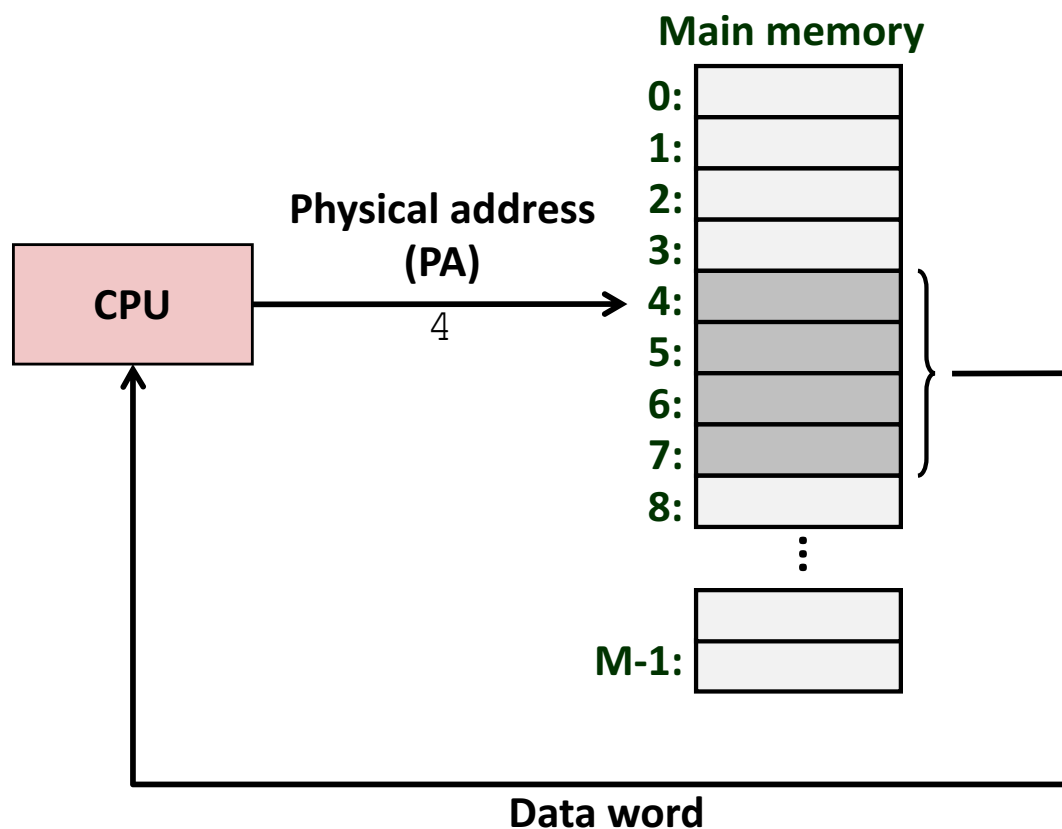 Main memory
0:
1:
Physical address
2:
(PA)
3:
CPU
4:
4
5:
6:
7:
8:
⋮
M-1:
Data word